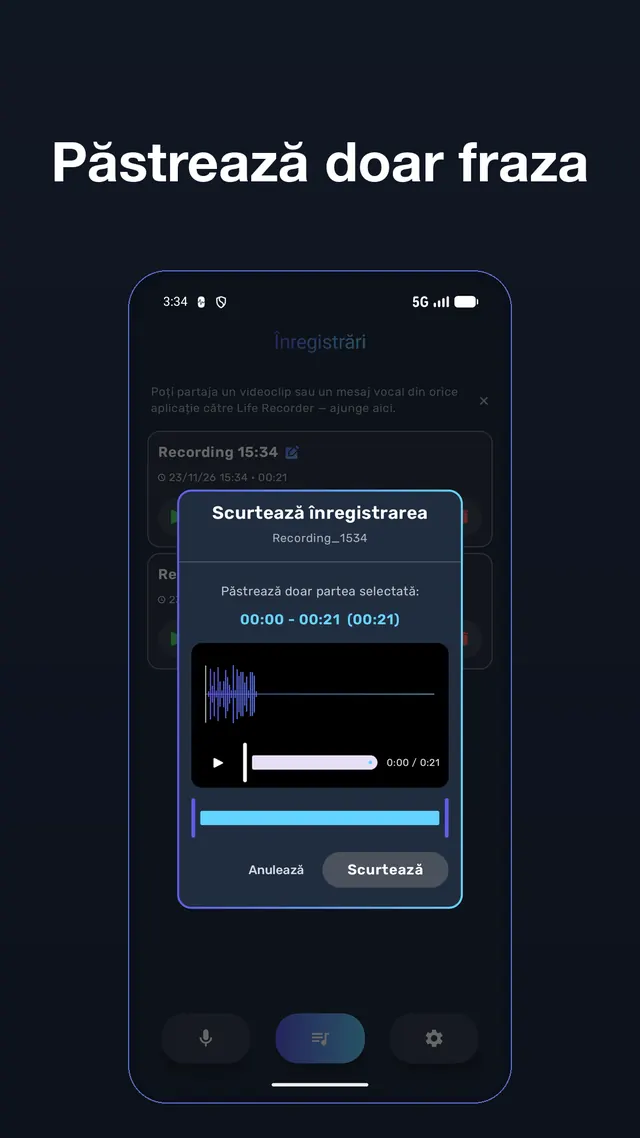 Păstrează doar fraza
3:34
5G
Înregistrări
Poți partaja un videoclip sau un mesaj vocal din orice
aplicație către Life Recorder — ajunge aici.
Recording 15:34
23/11/26 15:34 • 00:21
Scurtează înregistrarea
Recording_1534
Re
2
Păstrează doar partea selectată:
00:00 - 00:21 (00:21)
0:00 / 0:21
Anulează
Scurtează